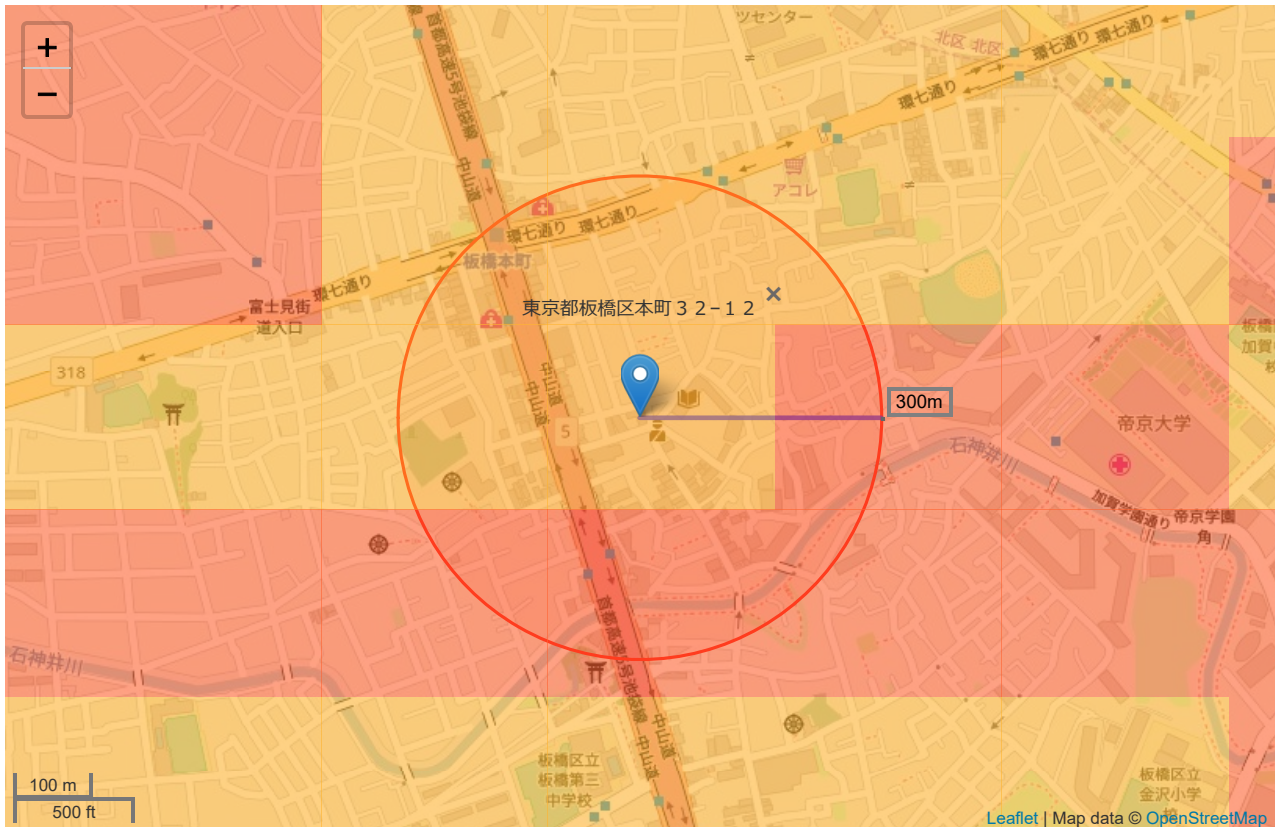 +
−
ツセンター
首都高速5号池袋線
中山道
北区 北区
環七通り 環七通り
環七通り
アコレ
環七通り 環七通り
板橋本町
環七通り
富士見街
道入口
東京都板橋区本町３２−１２
×
318
中山道
中山道
5
300m
帝京大学
石神井川
加賀学園通り
帝京学園
角
首都高速5号池袋線
石神井川
中山道
中山道
板橋区立
板橋第三
中学校
板橋区立
金沢小学
校
100 m
500 ft
Leaflet | Map data © OpenStreetMap